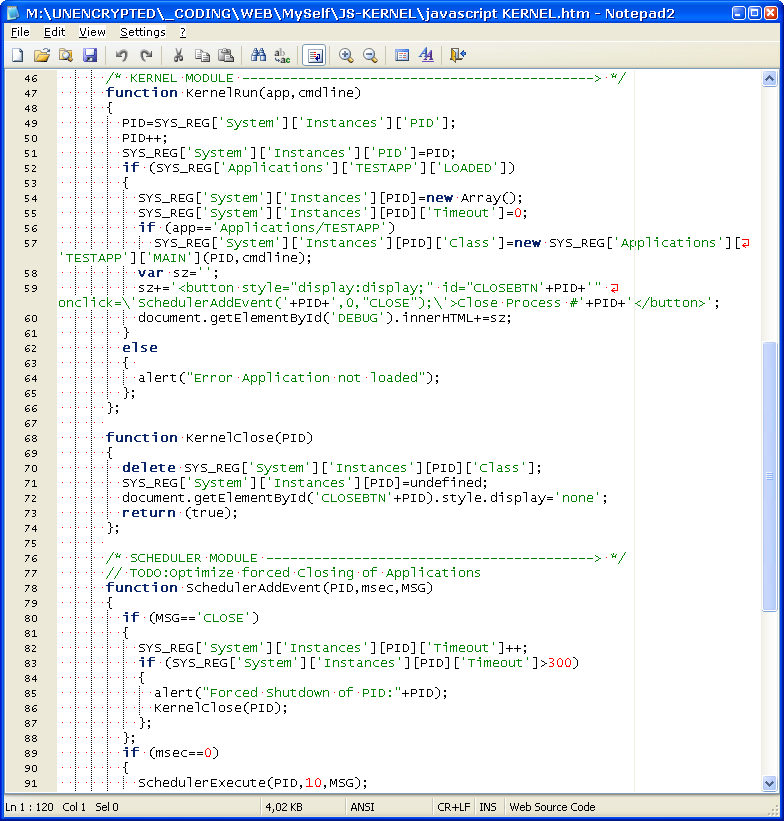 M:\UNENCRYPTED\_CODING\WEB\MySelf\JS-KERNEL\javascript KERNEL.htm - Notepad2
File Edit View Settings ?
46 /* KERNEL MODULE --------------------------------------------> */
47 function KernelRun(app,cmdline)
48 {
49 PID=SYS_REG['System']['Instances']['PID'];
50 PID++;
51 SYS_REG['System']['Instances']['PID']=PID;
52 if (SYS_REG['Applications']['TESTAPP']['LOADED'])
53 {
54 SYS_REG['System']['Instances'][PID]=new Array();
55 SYS_REG['System']['Instances'][PID]['Timeout']=0;
56 if (app=='Applications/TESTAPP')
57 SYS_REG['System']['Instances'][PID]['Class']=new SYS_REG['Applications'][
'TESTAPP']['MAIN'](PID,cmdline);
58 var sz='';
59 sz+='<button style="display:display;" id="CLOSEBTN'+PID+'"
onclick=\'SchedulerAddEvent('+PID+',0,"CLOSE");\'>Close Process #'+PID+'</button>';
60 document.getElementById('DEBUG').innerHTML+=sz;
61 }
62 else
63 {
64 alert("Error Application not loaded");
65 };
66 };
67
68 function KernelClose(PID)
69 {
70 delete SYS_REG['System']['Instances'][PID]['Class'];
71 SYS_REG['System']['Instances'][PID]=undefined;
72 document.getElementById('CLOSEBTN'+PID).style.display='none';
73 return (true);
74 };
75
76 /* SCHEDULER MODULE -----------------------------------------> */
77 // TODO:Optimize forced Closing of Applications
78 function SchedulerAddEvent(PID,msec,MSG)
79 {
80 if (MSG=='CLOSE')
81 {
82 SYS_REG['System']['Instances'][PID]['Timeout']++;
83 if (SYS_REG['System']['Instances'][PID]['Timeout']>300)
84 {
85 alert("Forced Shutdown of PID:"+PID);
86 KernelClose(PID);
87 };
88 };
89 if (msec==0)
90 {
91 SchedulerExecute(PID,10,MSG);
Ln 1 : 120 Col 1 Sel 0 4,02 KB ANSI CR+LF INS Web Source Code